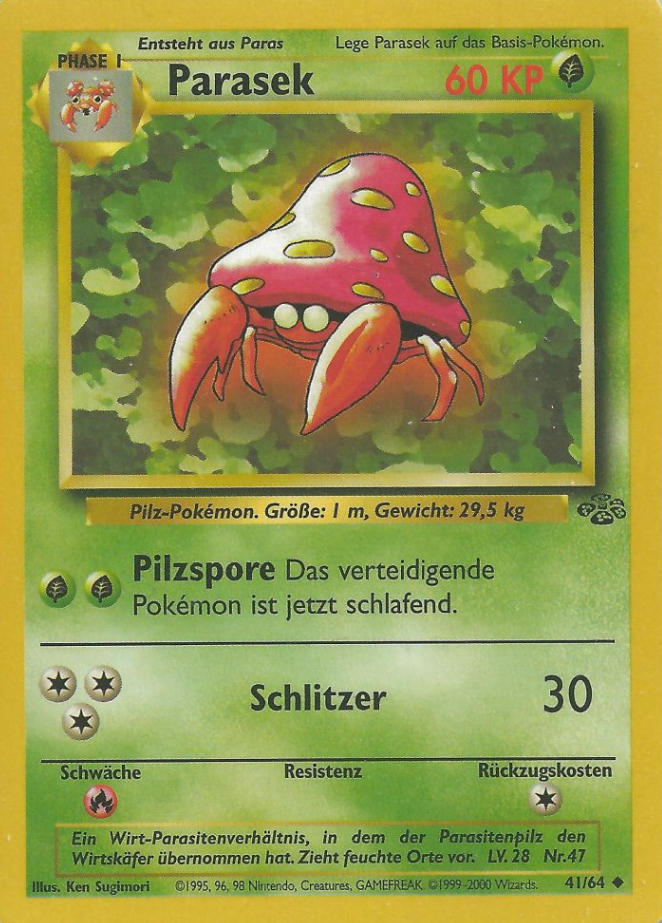 Entsteht aus Paras
Lege Parasek auf das Basis-Pokémon.
PHASE 1
Parasek
60 KP
Pilz-Pokémon. Größe: 1 m, Gewicht: 29,5 kg
Pilzspore Das verteidigende
Pokémon ist jetzt schlafend.
Schlitzer 30
Schwäche Resistenz Rückzugskosten
Ein Wirt-Parasitenverhältnis, in dem der Parasitenpilz den
Wirtskäfer übernommen hat. Zieht feuchte Orte vor. LV. 28 Nr.47
Illus. Ken Sugimori ©1995, 96, 98 Nintendo, Creatures, GAMEFREAK. ©1999-2000 Wizards. 41/64